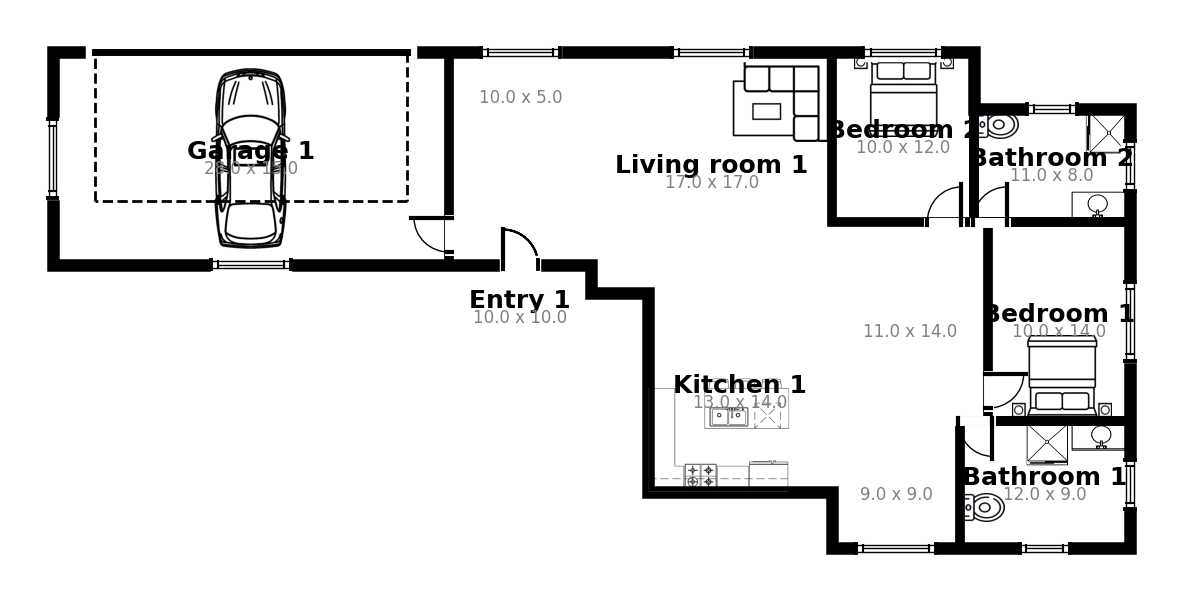 10.0 x 5.0
Garage 1
28.0 x 15.0
Living room 1
17.0 x 17.0
Bedroom 2
10.0 x 12.0
Bathroom 2
11.0 x 8.0
Entry 1
10.0 x 10.0
11.0 x 14.0
Bedroom 1
10.0 x 14.0
Kitchen 1
13.0 x 14.0
9.0 x 9.0
Bathroom 1
12.0 x 9.0